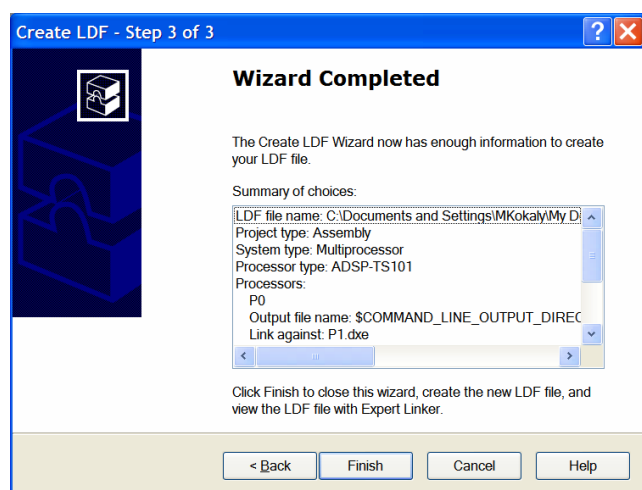 Create LDF - Step 3 of 3
Wizard Completed
The Create LDF Wizard now has enough information to create
your LDF file.
Summary of choices:
LDF file name: C:\Documents and Settings\MKokaly\My D
Project type: Assembly
System type: Multiprocessor
Processor type: ADSP-TS101
Processors:
P0
Output file name: $COMMAND_LINE_OUTPUT_DIREC
Link against: P1.dxe
Click Finish to close this wizard, create the new LDF file, and
view the LDF file with Expert Linker.
< Back Finish Cancel Help